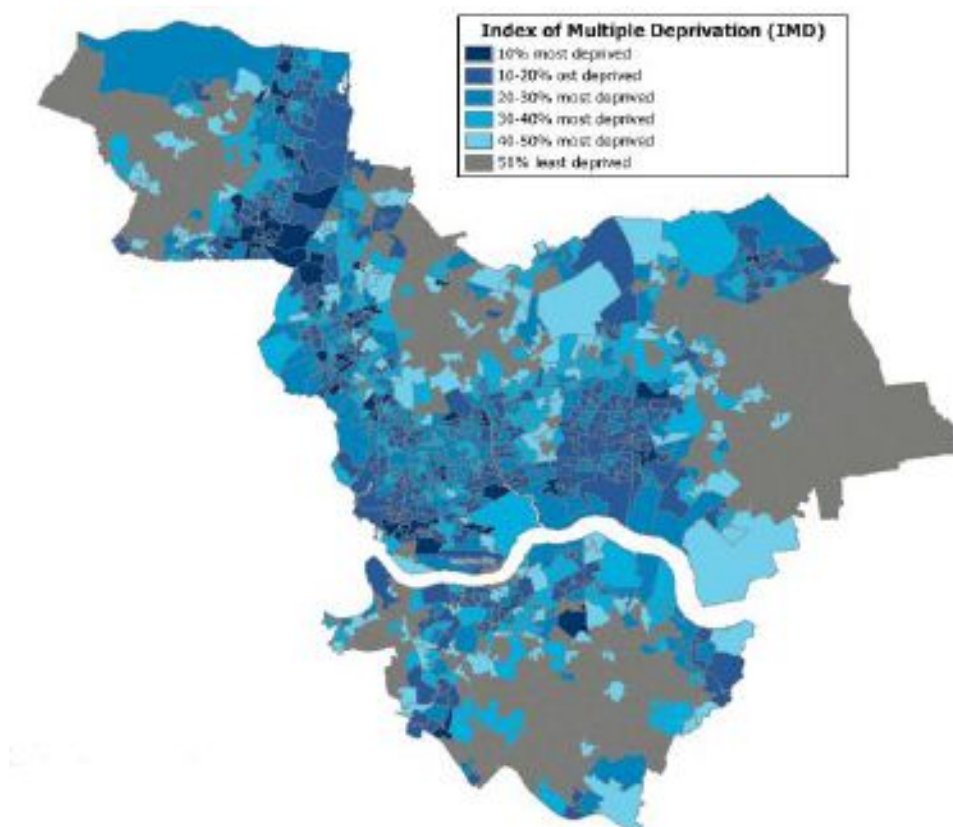 Index of Multiple Deprivation (IMD)
10% most deprived
10-20% ost deprived
20-30% most deprived
30-40% most deprived
40-50% most deprived
50% least deprived